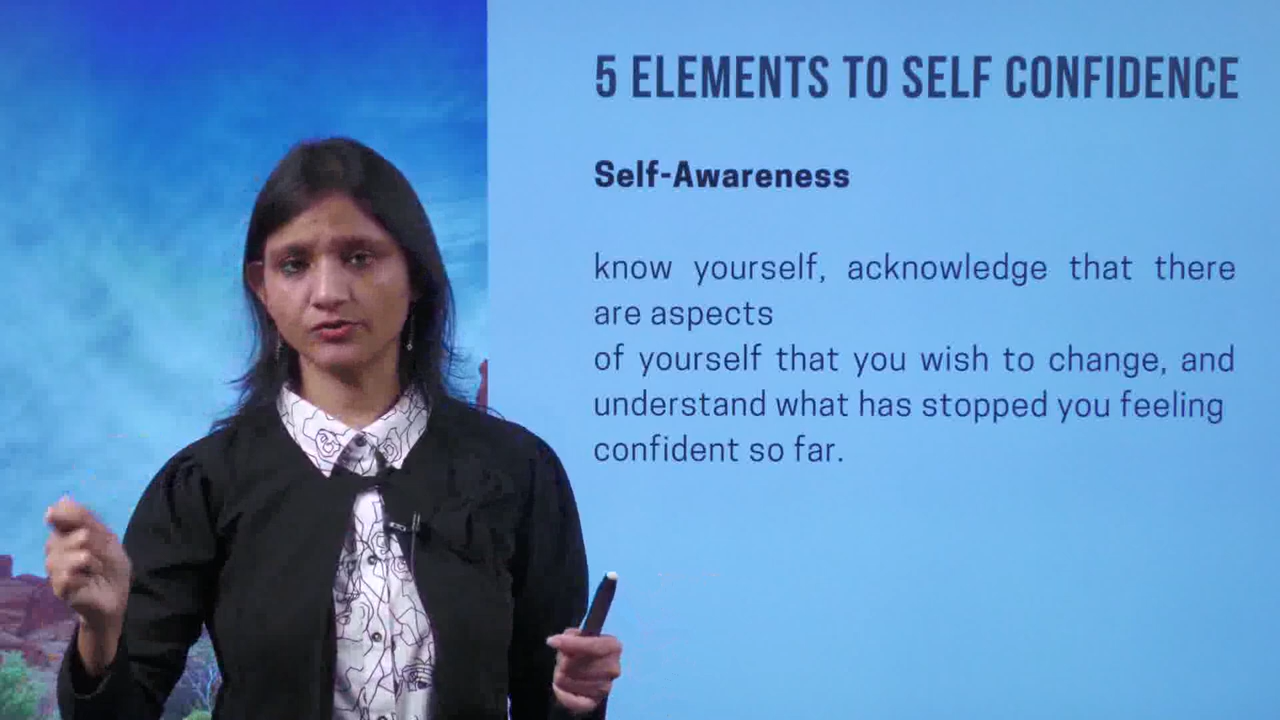 5 ELEMENTS TO SELF CONFIDENCE
Self-Awareness
know yourself, acknowledge that there
are aspects
of yourself that you wish to change, and
understand what has stopped you feeling
confident so far.